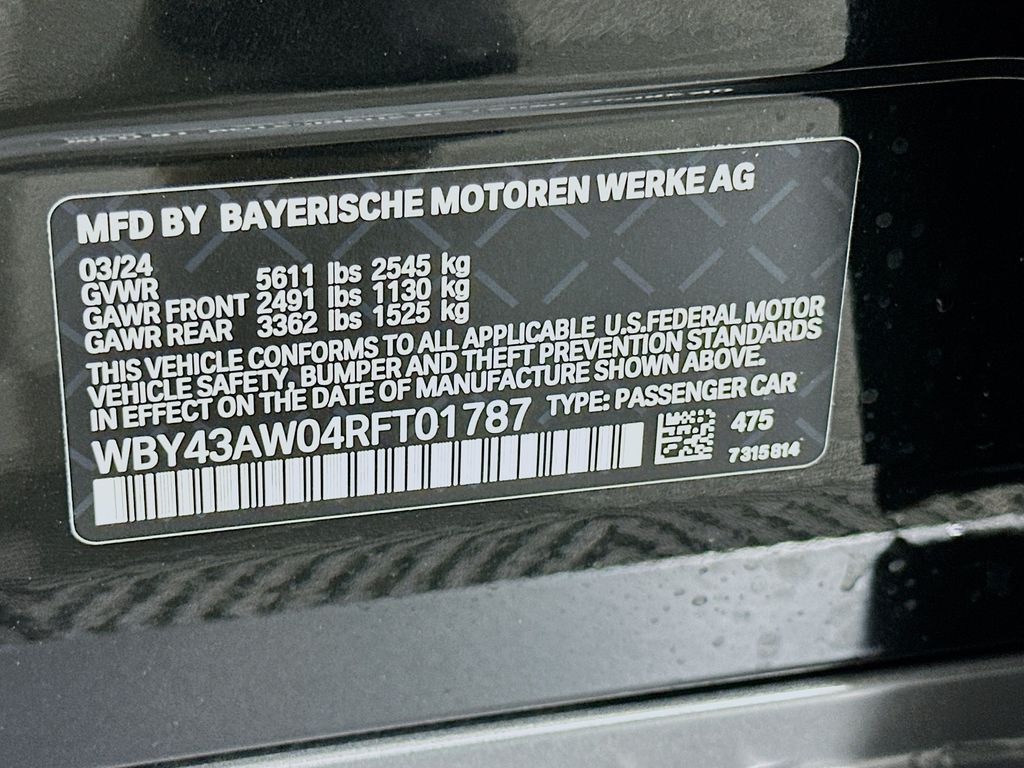 MFD BY BAYERISCHE MOTOREN WERKE AG
03/24
GVWR 5611 lbs 2545 kg
GAWR FRONT 2491 lbs 1130 kg
GAWR REAR 3362 lbs 1525 kg
THIS VEHICLE CONFORMS TO ALL APPLICABLE U.S.FEDERAL MOTOR
VEHICLE SAFETY, BUMPER AND THEFT PREVENTION STANDARDS
IN EFFECT ON THE DATE OF MANUFACTURE SHOWN ABOVE.
WBY43AW04RFT01787 TYPE: PASSENGER CAR
475
7315814